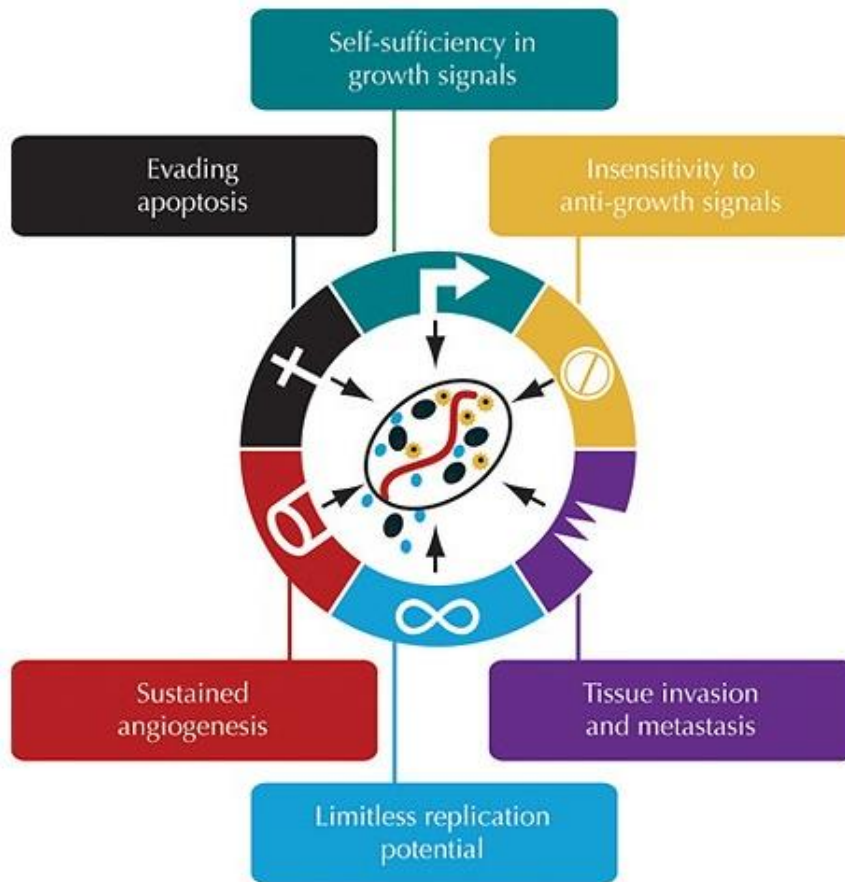 Self-sufficiency in
growth signals
Evading
apoptosis
Insensitivity to
anti-growth signals
Sustained
angiogenesis
Tissue invasion
and metastasis
Limitless replication
potential